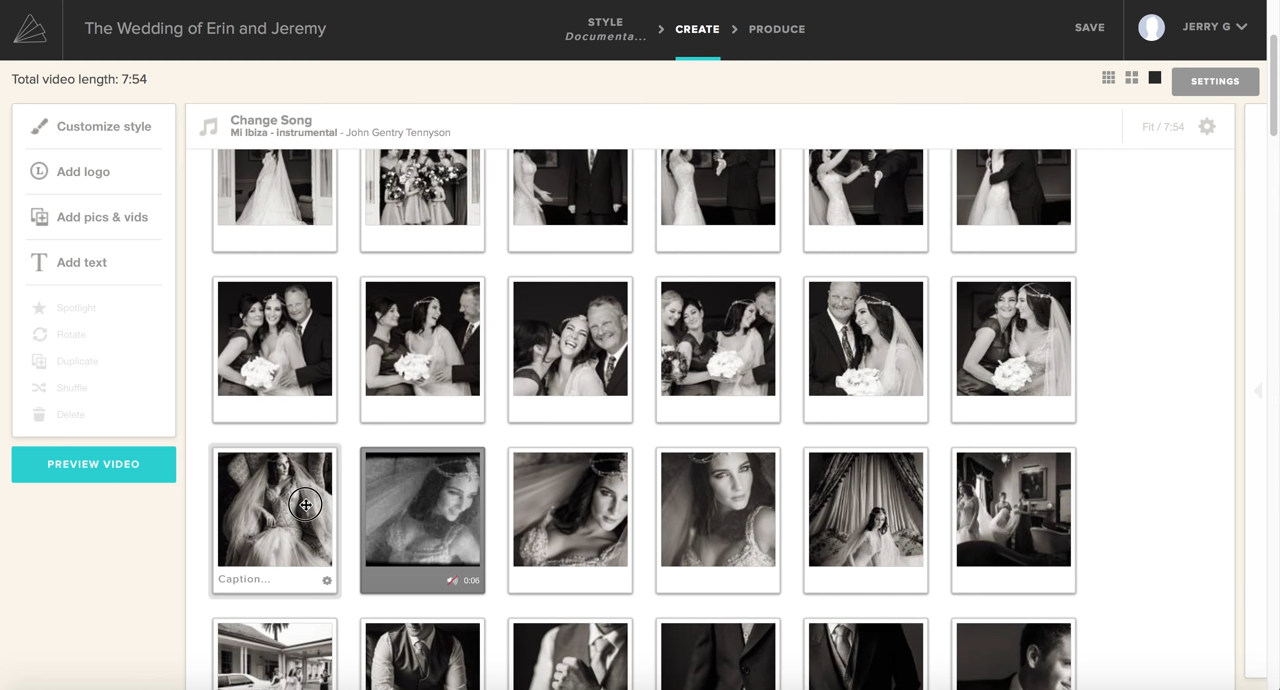 The Wedding of Erin and Jeremy
STYLE
Documenta...
CREATE
PRODUCE
SAVE
JERRY G
Total video length: 7:54
SETTINGS
Customize style
L
Add logo
Add pics & vids
T
Add text
Spotlight
Rotate
Duplicate
Shuffle
Delete
PREVIEW VIDEO
Change Song
Mi Ibiza - instrumental - John Gentry Tennyson
Fit / 7:54
Caption...
0:06